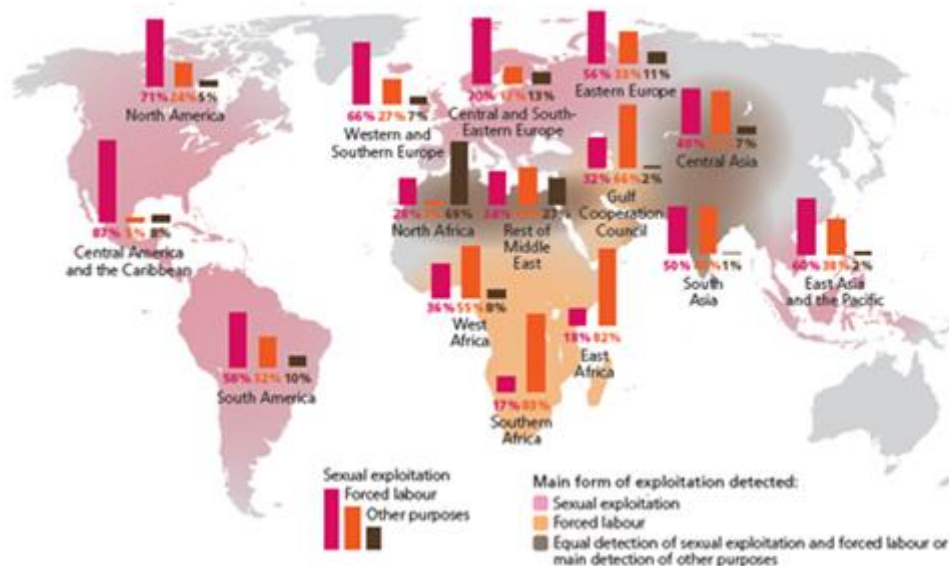 71% 24% 5%
North America
66% 27% 7%
Western and
Southern Europe
70% 17% 13%
Central and South-
Eastern Europe
56% 33% 11%
Eastern Europe
7%
Central Asia
87% 5% 8%
Central America
and the Caribbean
28% 69%
North Africa
27%
Rest of
Middle
East
32% 66% 2%
Gulf
Cooperation
Council
50% 1%
South
Asia
60% 38% 2%
East Asia
and the Pacific
36% 55% 8%
West
Africa
18% 82%
East
Africa
32% 10%
South America
17%
Southern
Africa
Sexual exploitation
Forced labour
Other purposes
Main form of exploitation detected:
Sexual exploitation
Forced labour
Equal detection of sexual exploitation and forced labour or
main detection of other purposes